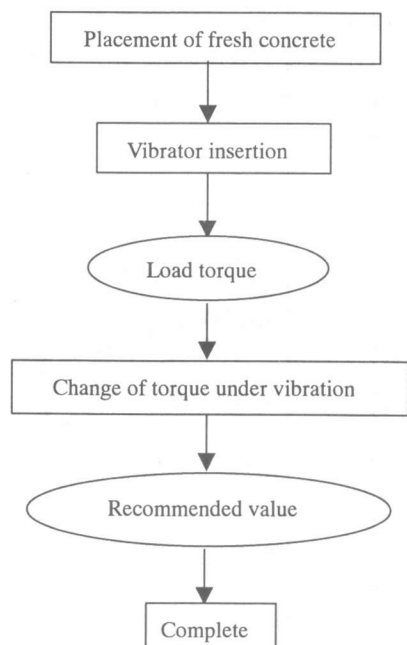 Placement of fresh concrete
Vibrator insertion
Load torque
Change of torque under vibration
Recommended value
Complete